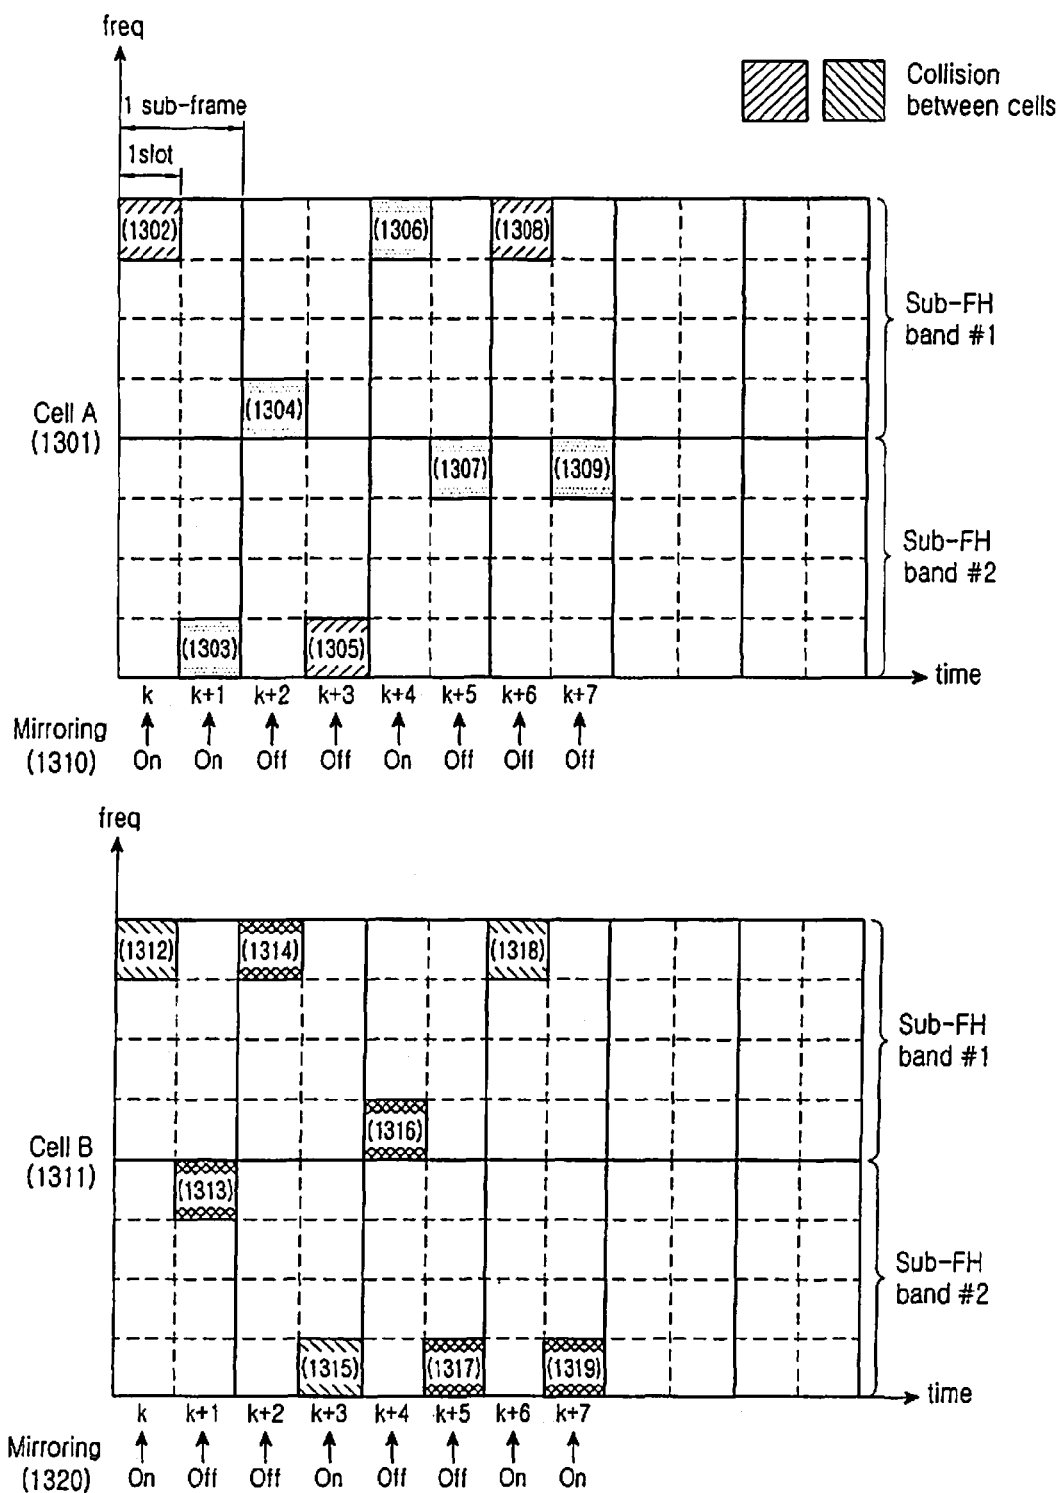 freq
1 sub-frame
1slot
Collision
between cells
(1302)
(1306)
(1308)
Sub-FH
band #1
(1304)
Cell A
(1301)
(1307)
(1309)
Sub-FH
band #2
(1303)
(1305)
time
k k+1 k+2 k+3 k+4 k+5 k+6 k+7
Mirroring
(1310)
On On Off Off On Off Off Off
freq
(1312)
(1314)
(1318)
Sub-FH
band #1
(1316)
Cell B
(1311)
(1313)
Sub-FH
band #2
(1315)
(1317)
(1319)
time
k k+1 k+2 k+3 k+4 k+5 k+6 k+7
Mirroring
(1320)
On Off Off On Off Off On On